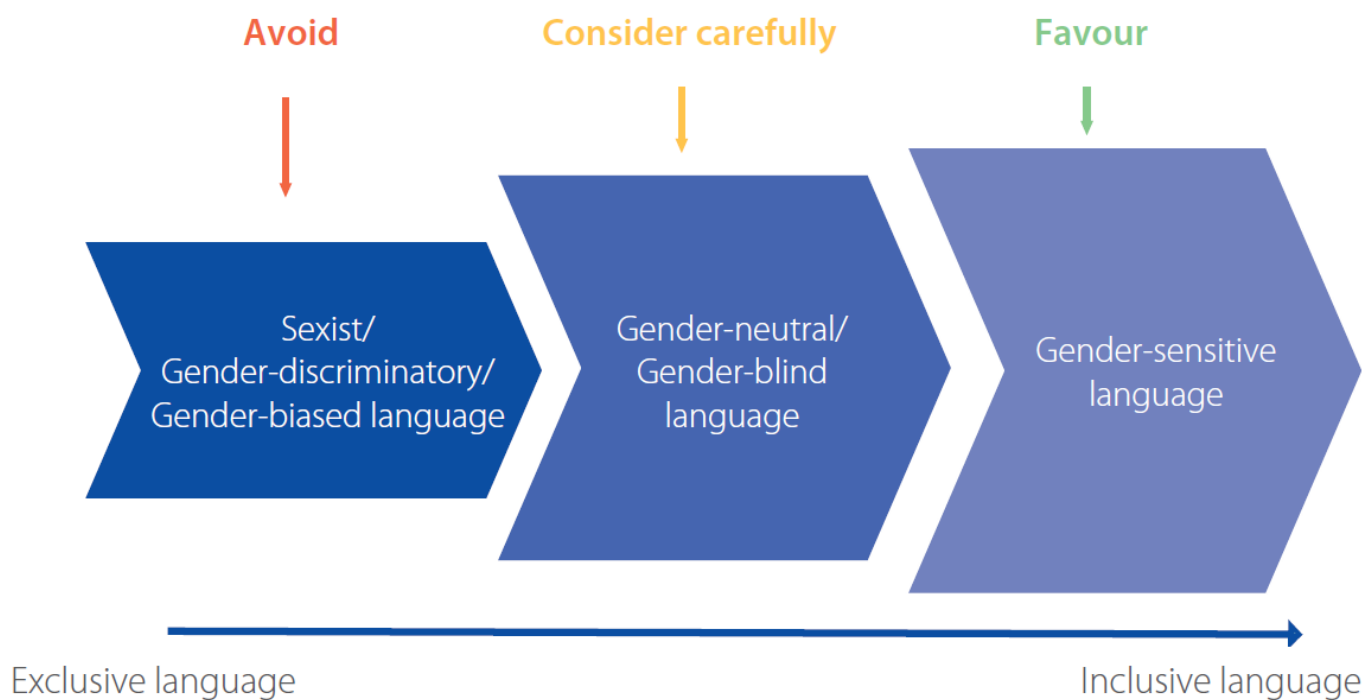 Avoid
Consider carefully
Favour
Sexist/
Gender-discriminatory/
Gender-biased language
Gender-neutral/
Gender-blind
language
Gender-sensitive
language
Exclusive language
Inclusive language